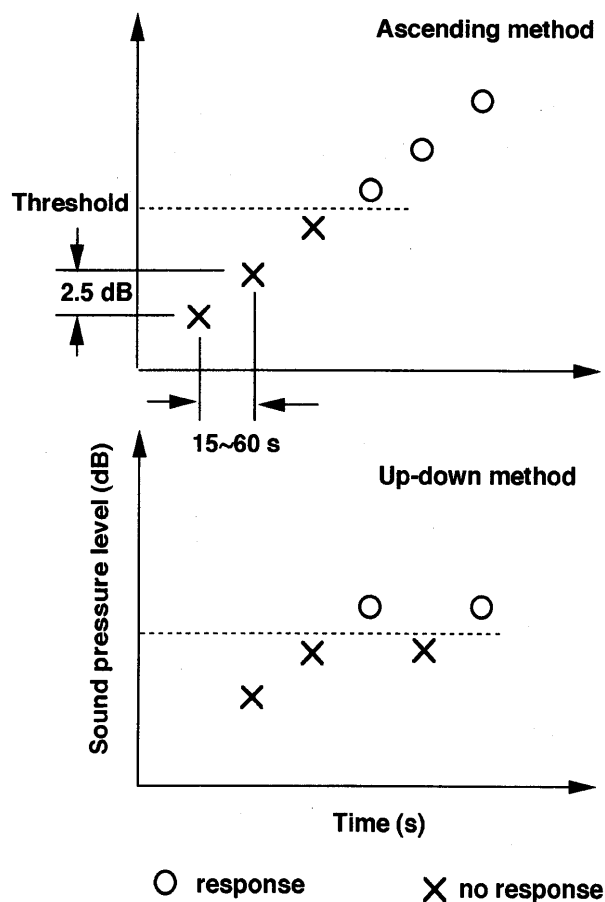 Ascending method
Threshold
2.5 dB
15~60 s
Up-down method
Sound pressure level (dB)
Time (s)
response
no response